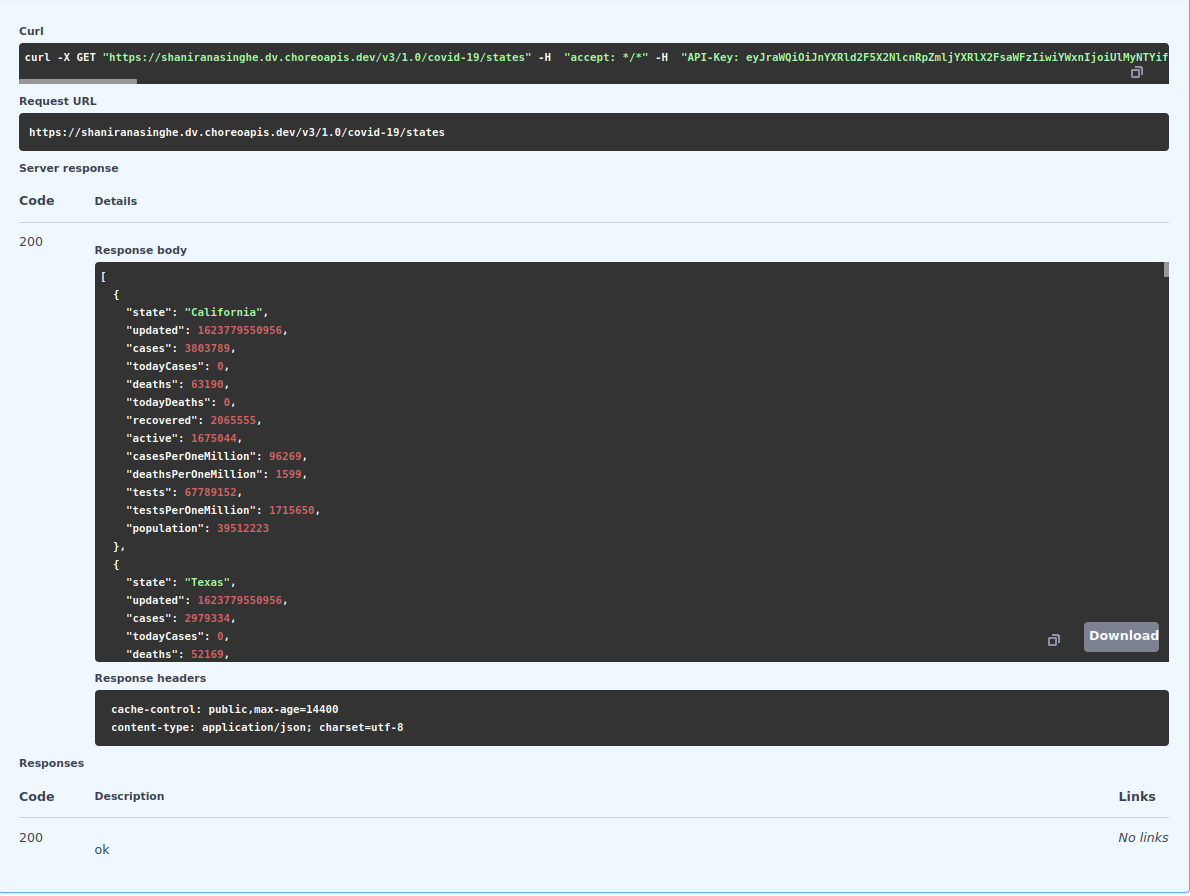 Curl
curl -X GET "https://shaniranasinghe.dv.choreoapis.dev/v3/1.0/covid-19/states" -H  "accept: */*" -H  "API-Key: eyJraWQiOiJnYXRld2F5X2NlcnRpZmljYXRlX2FsaWFzIiwiYWxnIjoiUlMyNTYif
Request URL
https://shaniranasinghe.dv.choreoapis.dev/v3/1.0/covid-19/states
Server response
Code Details
200
Response body
[
{
"state": "California",
"updated": 1623779550956,
"cases": 3803789,
"todayCases": 0,
"deaths": 63190,
"todayDeaths": 0,
"recovered": 2065555,
"active": 1675044,
"casesPerOneMillion": 96269,
"deathsPerOneMillion": 1599,
"tests": 67789152,
"testsPerOneMillion": 1715650,
"population": 39512223
},
{
"state": "Texas",
"updated": 1623779550956,
"cases": 2979334,
"todayCases": 0,
"deaths": 52169,
Download
Response headers
cache-control: public,max-age=14400
content-type: application/json; charset=utf-8
Responses
Code Description Links
200 No links
ok